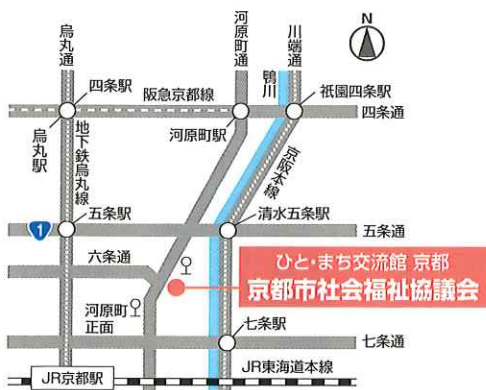 烏丸通
河原町通
川端通
鴨川
N
四条駅
阪急京都線
祇園四条駅
四条通
烏丸駅
地下鉄烏丸線
河原町駅
京阪本線
1
五条駅
清水五条駅
五条通
六条通
ひと・まち交流館 京都
京都市社会福祉協議会
河原町
正面
七条駅
七条通
JR京都駅
JR東海道本線